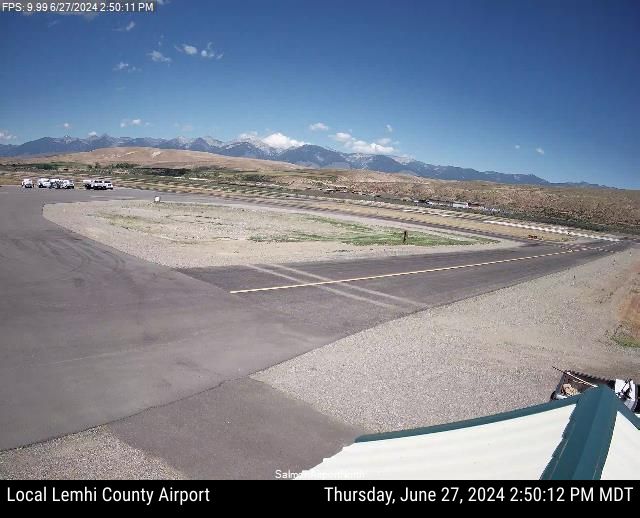 FPS: 9.99 6/27/2024 2:50:11 PM
Local Lemhi County Airport
Thursday, June 27, 2024 2:50:12 PM MDT